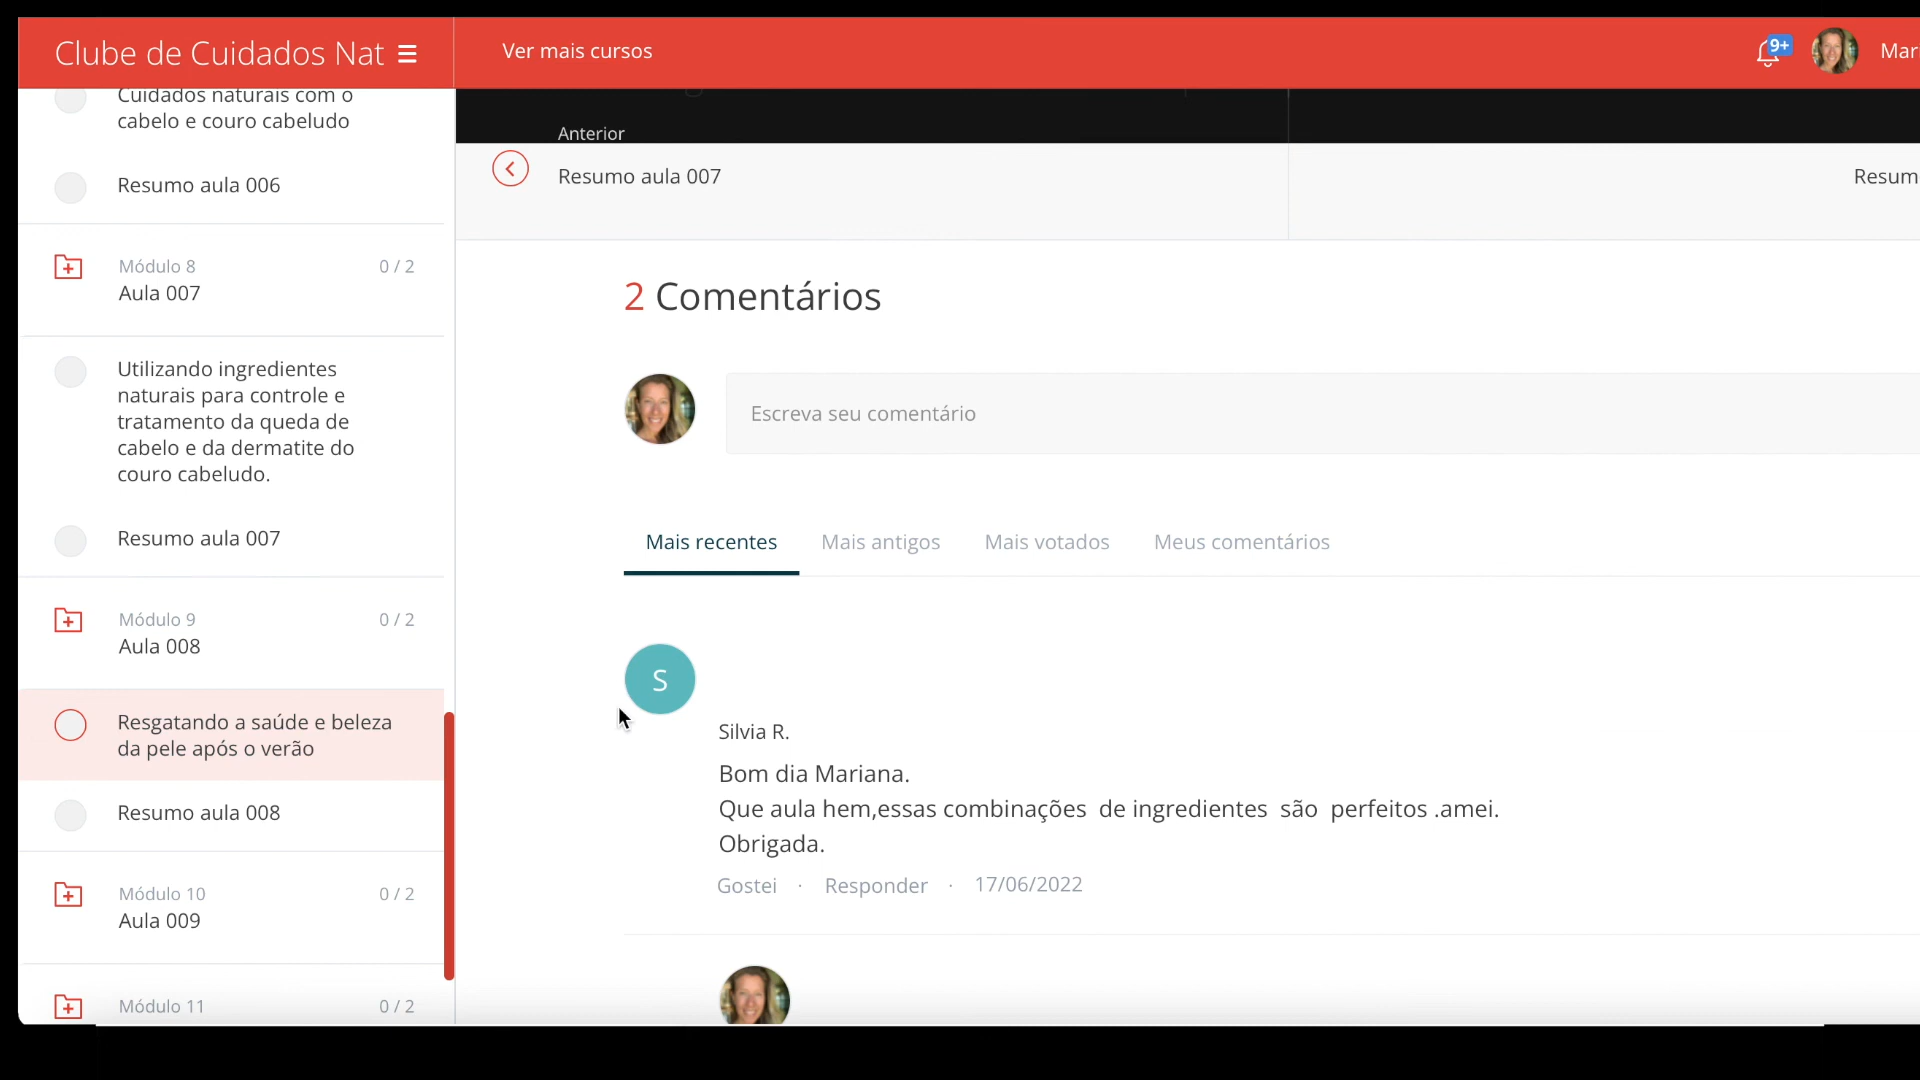 Clube de Cuidados Nat
Ver mais cursos
9+
Mar
Cuidados naturais com o
cabelo e couro cabeludo
Resumo aula 006
Módulo 8
0 / 2
Aula 007
Utilizando ingredientes
naturais para controle e
tratamento da queda de
cabelo e da dermatite do
couro cabeludo.
Resumo aula 007
Módulo 9
0 / 2
Aula 008
Resgatando a saúde e beleza
da pele após o verão
Resumo aula 008
Módulo 10
0 / 2
Aula 009
Módulo 11
0 / 2
Anterior
Resumo aula 007
Resum
2 Comentários
Escreva seu comentário
Mais recentes
Mais antigos
Mais votados
Meus comentários
S
Silvia R.
Bom dia Mariana.
Que aula hem,essas combinações de ingredientes são perfeitos .amei.
Obrigada.
Gostei · Responder · 17/06/2022